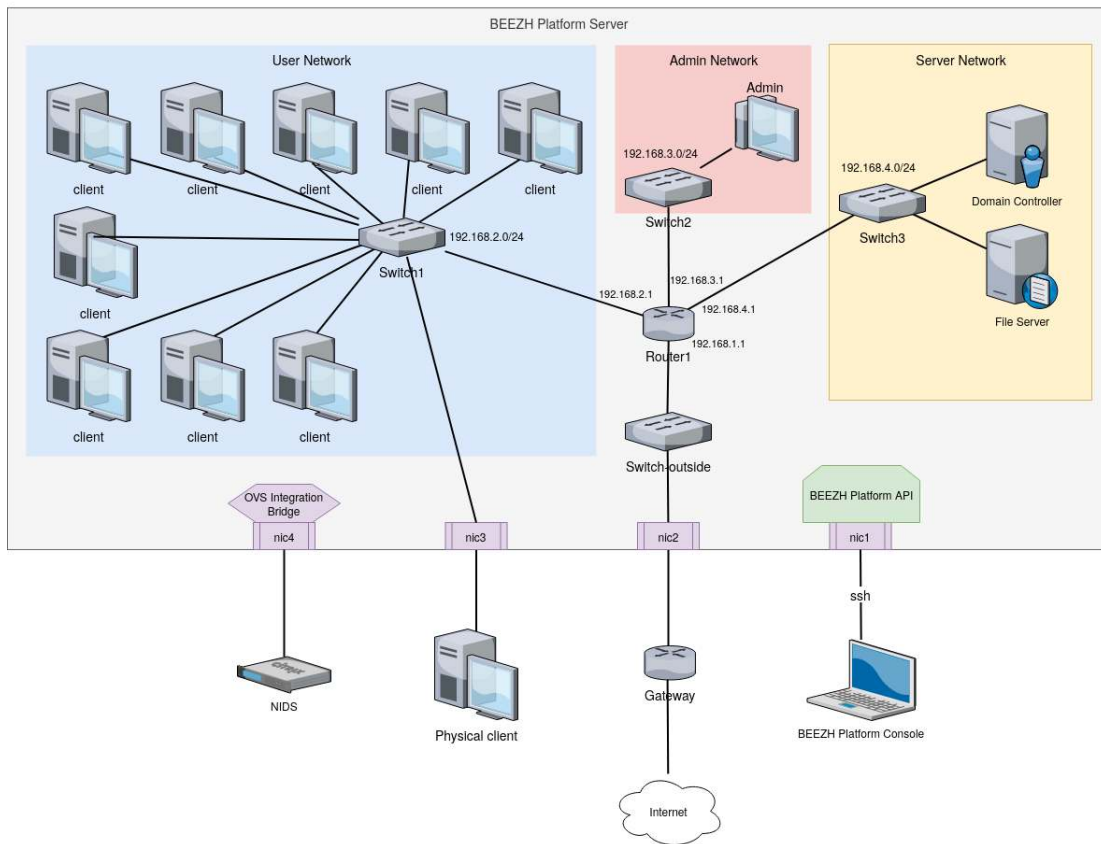 BEEZH Platform Server
User Network
client
client
client
client
client
client
192.168.2.0/24
Switch1
client
client
client
Admin Network
Admin
192.168.3.0/24
Switch2
Server Network
192.168.4.0/24
Domain Controller
Switch3
File Server
192.168.3.1
192.168.2.1
192.168.4.1
192.168.1.1
Router1
Switch-outside
OVS Integration
Bridge
nic4
nic3
nic2
BEEZH Platform API
nic1
ssh
citrix
NIDS
Physical client
Gateway
BEEZH Platform Console
Internet